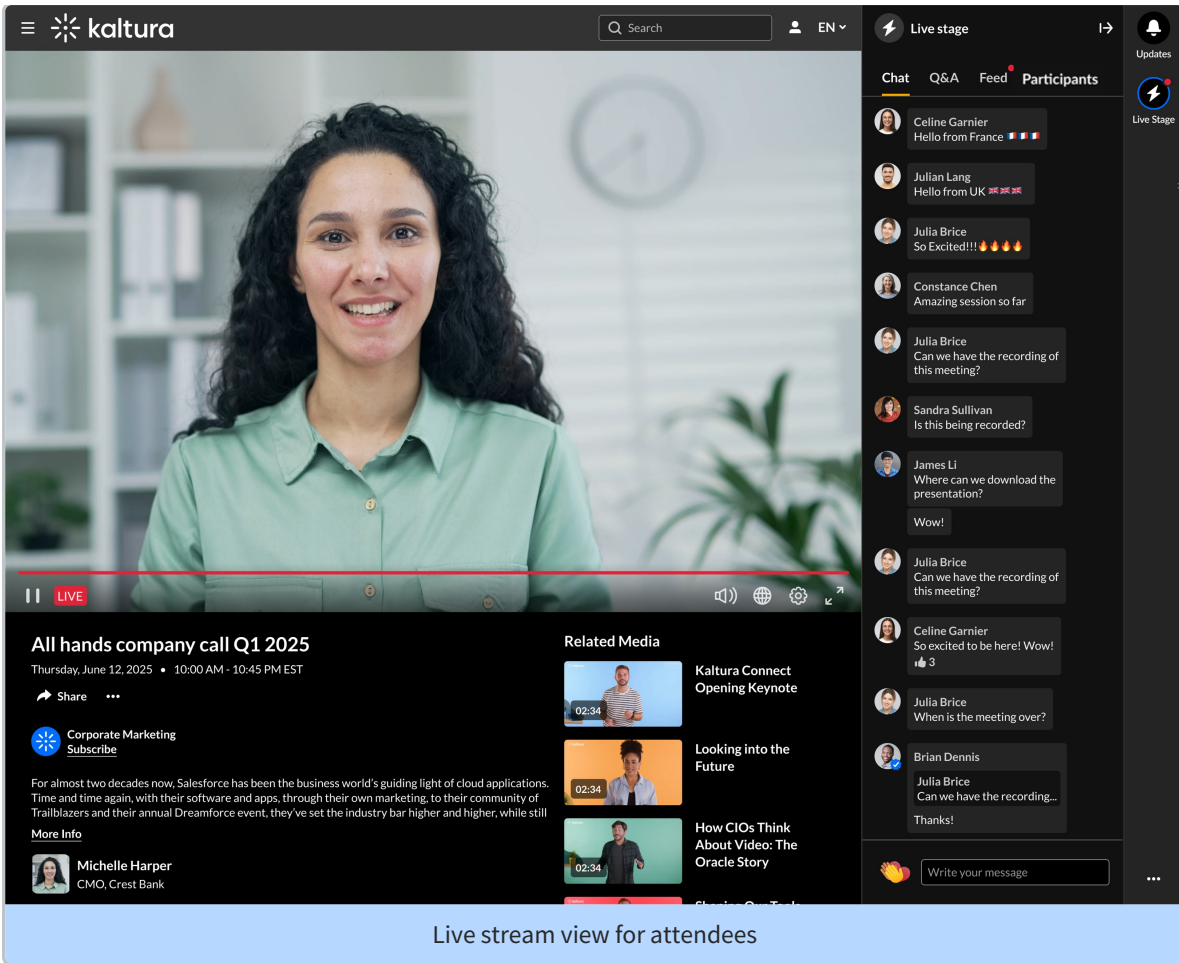 kaltura
Search
EN
Live stage
Updates
Live Stage
Chat Q&A Feed Participants
Celine Garnier
Hello from France 🇫🇷🇫🇷🇫🇷
Julian Lang
Hello from UK 🇬🇧🇬🇧🇬🇧
Julia Brice
So Excited!!!🔥🔥🔥🔥
Constance Chen
Amazing session so far
Julia Brice
Can we have the recording of
this meeting?
Sandra Sullivan
Is this being recorded?
James Li
Where can we download the
presentation?
Wow!
Julia Brice
Can we have the recording of
this meeting?
Celine Garnier
So excited to be here! Wow!
👍 3
Julia Brice
When is the meeting over?
Brian Dennis
Julia Brice
Can we have the recording...
Thanks!
Write your message
LIVE
All hands company call Q1 2025
Thursday, June 12, 2025 • 10:00 AM - 10:45 PM EST
Share
Corporate Marketing
Subscribe
For almost two decades now, Salesforce has been the business world's guiding light of cloud applications.
Time and time again, with their software and apps, through their own marketing, to their community of
Trailblazers and their annual Dreamforce event, they've set the industry bar higher and higher, while still
More Info
Michelle Harper
CMO, Crest Bank
Related Media
02:34
Kaltura Connect
Opening Keynote
02:34
Looking into the
Future
02:34
How CIOs Think
About Video: The
Oracle Story
Live stream view for attendees